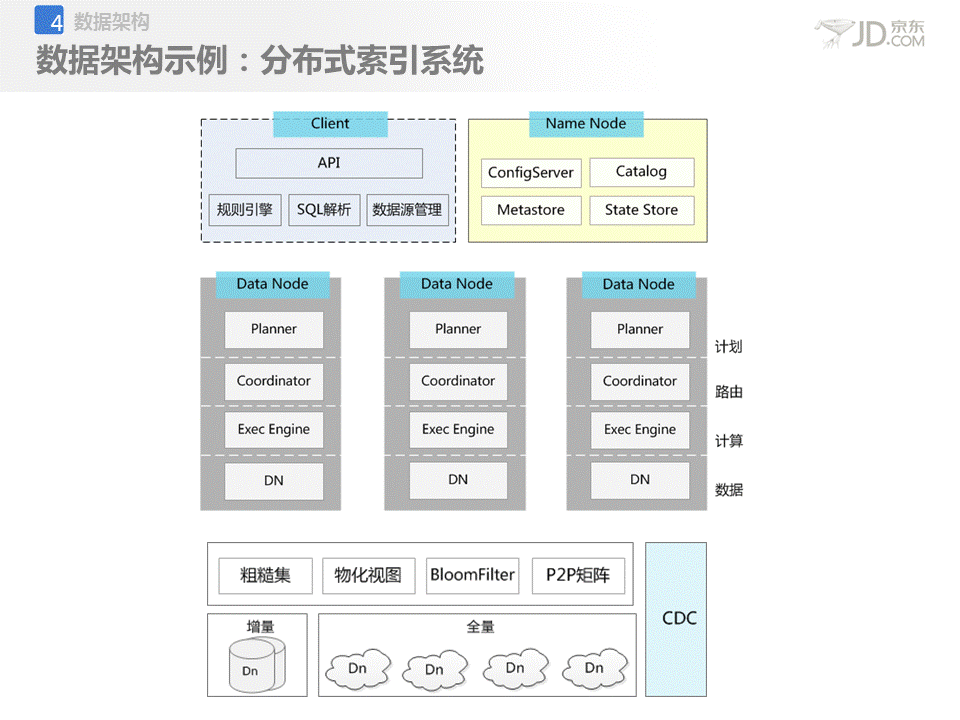 4 数据架构
数据架构示例：分布式索引系统
JD京东.COM
Client
API
规则引擎 SQL解析 数据源管理
Name Node
ConfigServer Catalog
Metastore State Store
Data Node Data Node Data Node
Planner Planner Planner
计划
Coordinator Coordinator Coordinator
路由
Exec Engine Exec Engine Exec Engine
计算
DN DN DN
数据
粗糙集 物化视图 BloomFilter P2P矩阵
CDC
增量 全量
Dn Dn Dn Dn Dn